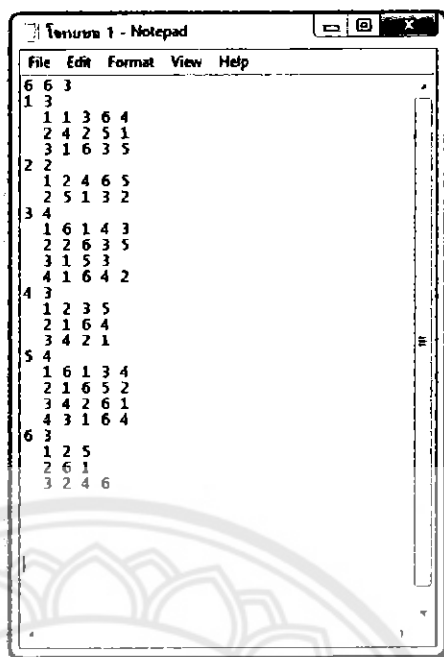 โจทย์บท 1 - Notepad
File Edit Format View Help
6 6 3
1 3
1 1 3 6 4
2 4 2 5 1
3 1 6 3 5
2 2
1 2 4 6 5
2 5 1 3 2
3 4
1 6 1 4 3
2 2 6 3 5
3 1 5 3
4 1 6 4 2
4 3
1 2 3 5
2 1 6 4
3 4 2 1
5 4
1 6 1 3 4
2 1 6 5 2
3 4 2 6 1
4 3 1 6 4
6 3
1 2 5
2 6 1
3 2 4 6